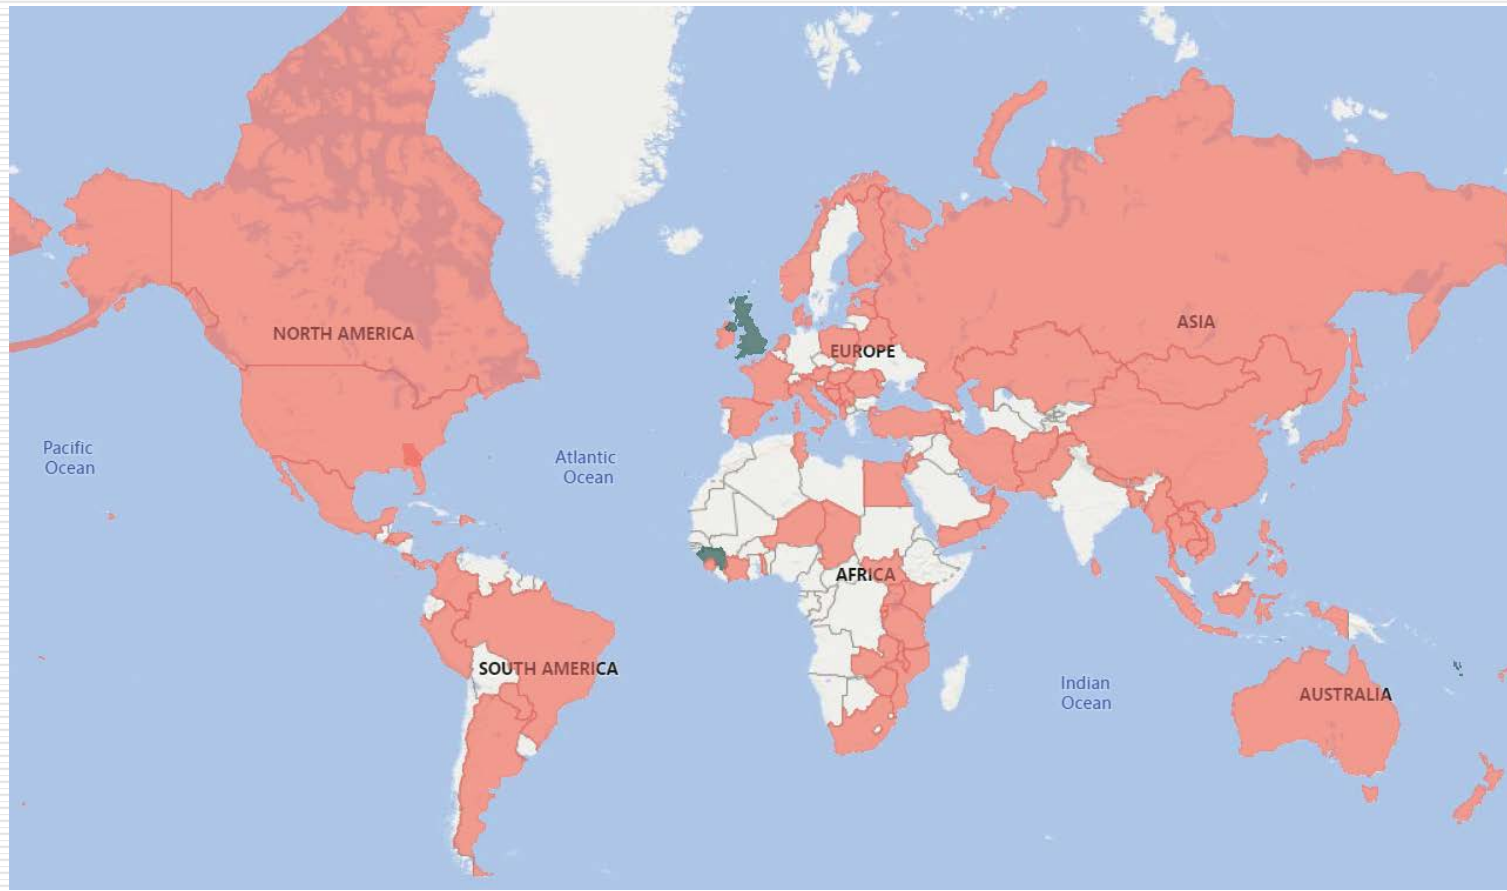 NORTH AMERICA
ASIA
EUROPE
Pacific
Ocean
Atlantic
Ocean
AFRICA
SOUTH AMERICA
Indian
Ocean
AUSTRALIA